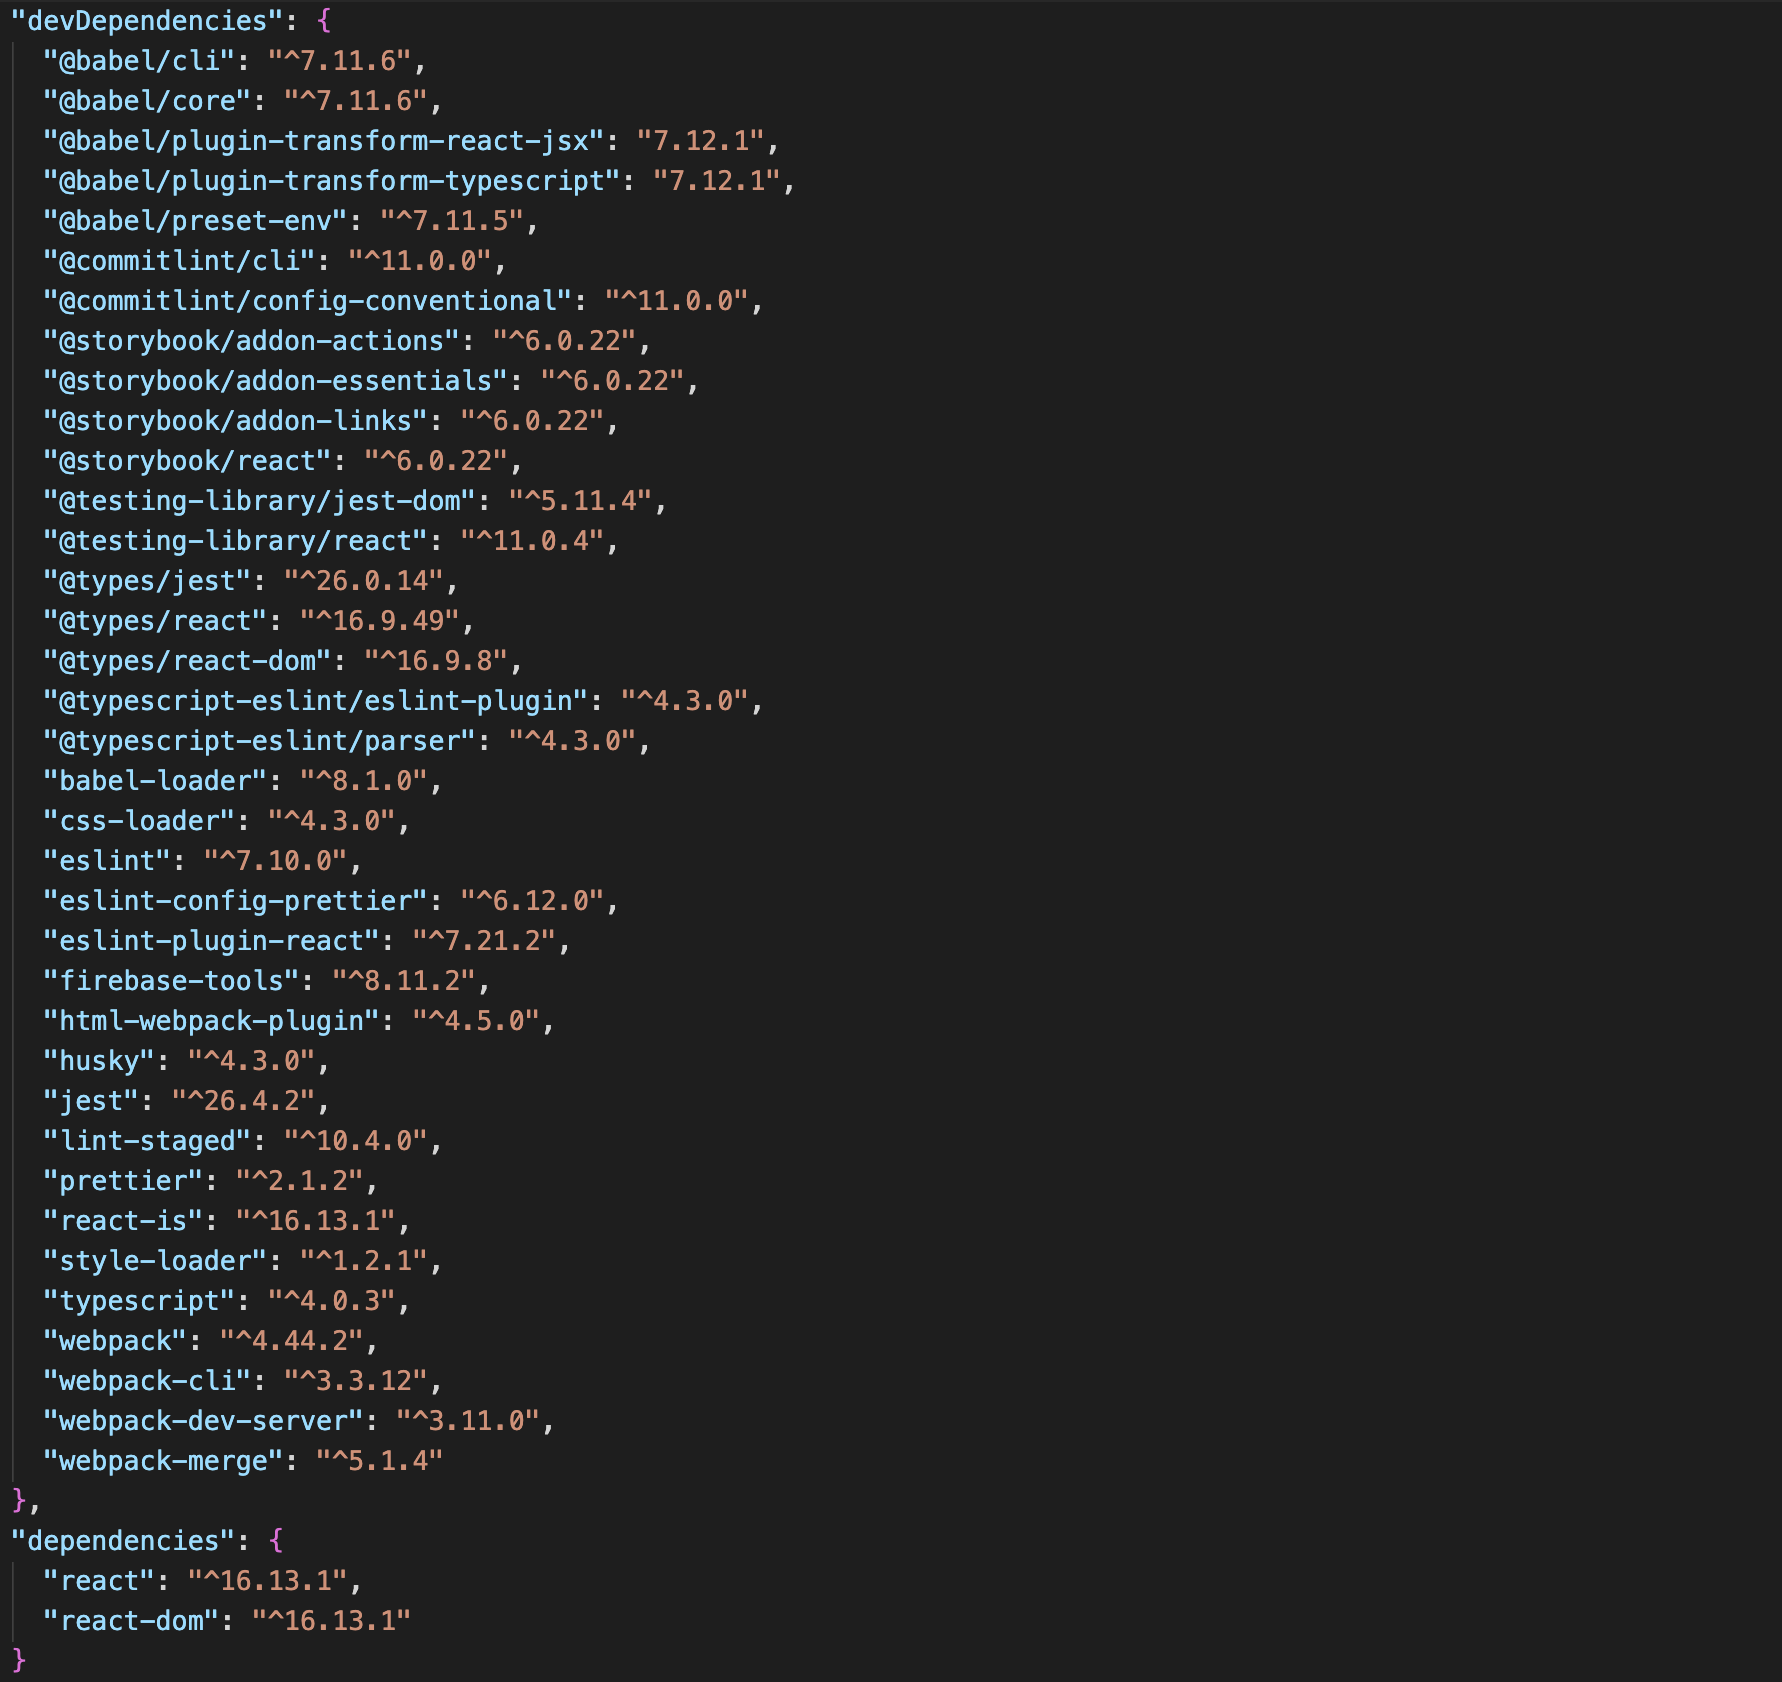 "devDependencies": {
"@babel/cli": "^7.11.6",
"@babel/core": "^7.11.6",
"@babel/plugin-transform-react-jsx": "7.12.1",
"@babel/plugin-transform-typescript": "7.12.1",
"@babel/preset-env": "^7.11.5",
"@commitlint/cli": "^11.0.0",
"@commitlint/config-conventional": "^11.0.0",
"@storybook/addon-actions": "^6.0.22",
"@storybook/addon-essentials": "^6.0.22",
"@storybook/addon-links": "^6.0.22",
"@storybook/react": "^6.0.22",
"@testing-library/jest-dom": "^5.11.4",
"@testing-library/react": "^11.0.4",
"@types/jest": "^26.0.14",
"@types/react": "^16.9.49",
"@types/react-dom": "^16.9.8",
"@typescript-eslint/eslint-plugin": "^4.3.0",
"@typescript-eslint/parser": "^4.3.0",
"babel-loader": "^8.1.0",
"css-loader": "^4.3.0",
"eslint": "^7.10.0",
"eslint-config-prettier": "^6.12.0",
"eslint-plugin-react": "^7.21.2",
"firebase-tools": "^8.11.2",
"html-webpack-plugin": "^4.5.0",
"husky": "^4.3.0",
"jest": "^26.4.2",
"lint-staged": "^10.4.0",
"prettier": "^2.1.2",
"react-is": "^16.13.1",
"style-loader": "^1.2.1",
"typescript": "^4.0.3",
"webpack": "^4.44.2",
"webpack-cli": "^3.3.12",
"webpack-dev-server": "^3.11.0",
"webpack-merge": "^5.1.4"
},
"dependencies": {
"react": "^16.13.1",
"react-dom": "^16.13.1"
}